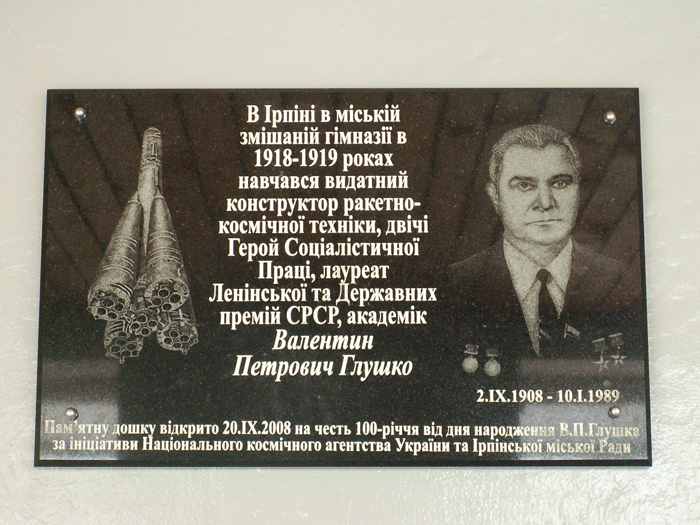 В Ірпіні в міській
змішаній гімназії в
1918-1919 роках
навчався видатний
конструктор ракетно-
космічної техніки, двічі
Герой Соціалістичної
Праці, лауреат
Ленінської та Державних
премій СРСР, академік
Валентин
Петрович Глушко
2.IX.1908 - 10.I.1989
Пам'ятну дошку відкрито 20.IX.2008 на честь 100-річчя від дня народження В.П.Глушка
за ініціативи Національного космічного агентства України та Ірпінської міської Ради